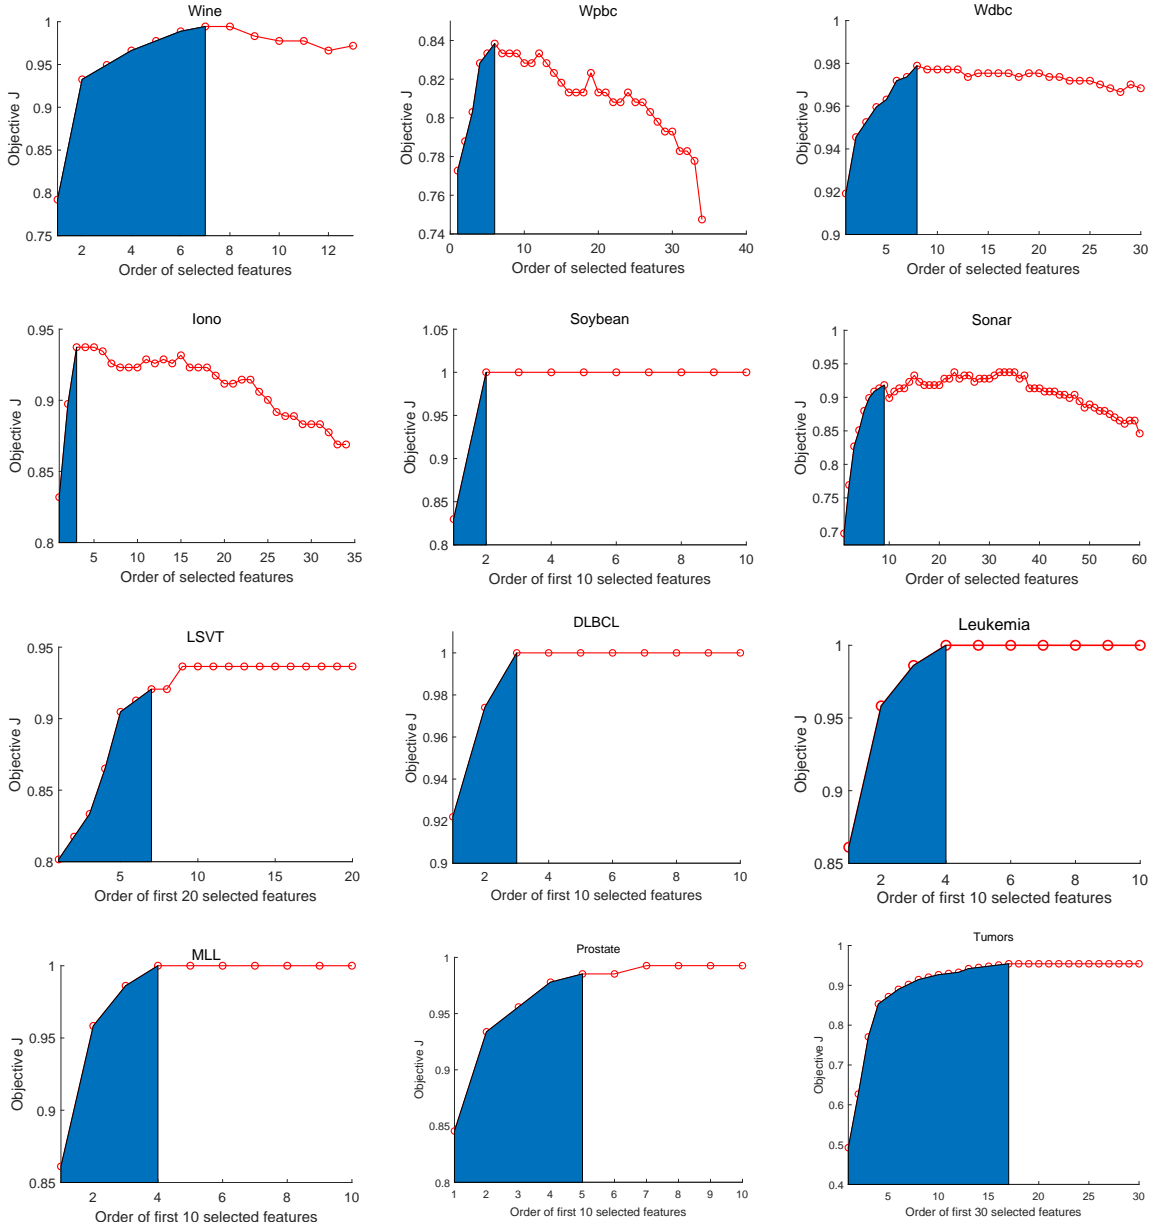 Wine
Objective J
1
0.95
0.9
0.85
0.8
0.75
2 4 6 8 10 12
Order of selected features
Wpbc
Objective J
0.84
0.82
0.8
0.78
0.76
0.74
0 10 20 30 40
Order of selected features
Wdbc
Objective J
1
0.98
0.96
0.94
0.92
0.9
5 10 15 20 25 30
Order of selected features
Iono
Objective J
0.95
0.9
0.85
0.8
5 10 15 20 25 30 35
Order of selected features
Soybean
Objective J
1.05
1
0.95
0.9
0.85
0.8
2 4 6 8 10
Order of first 10 selected features
Sonar
Objective J
1
0.95
0.9
0.85
0.8
0.75
0.7
10 20 30 40 50 60
Order of selected features
LSVT
Objective J
0.95
0.9
0.85
0.8
5 10 15 20
Order of first 20 selected features
DLBCL
Objective J
1
0.98
0.96
0.94
0.92
0.9
2 4 6 8 10
Order of first 10 selected features
Leukemia
Objective J
1
0.95
0.9
0.85
2 4 6 8 10
Order of first 10 selected features
MLL
Objective J
1
0.95
0.9
0.85
2 4 6 8 10
Order of first 10 selected features
Prostate
Objective J
1
0.95
0.9
0.85
0.8
1 2 3 4 5 6 7 8 9 10
Order of first 10 selected features
Tumors
Objective J
1
0.9
0.8
0.7
0.6
0.5
0.4
5 10 15 20 25 30
Order of first 30 selected features